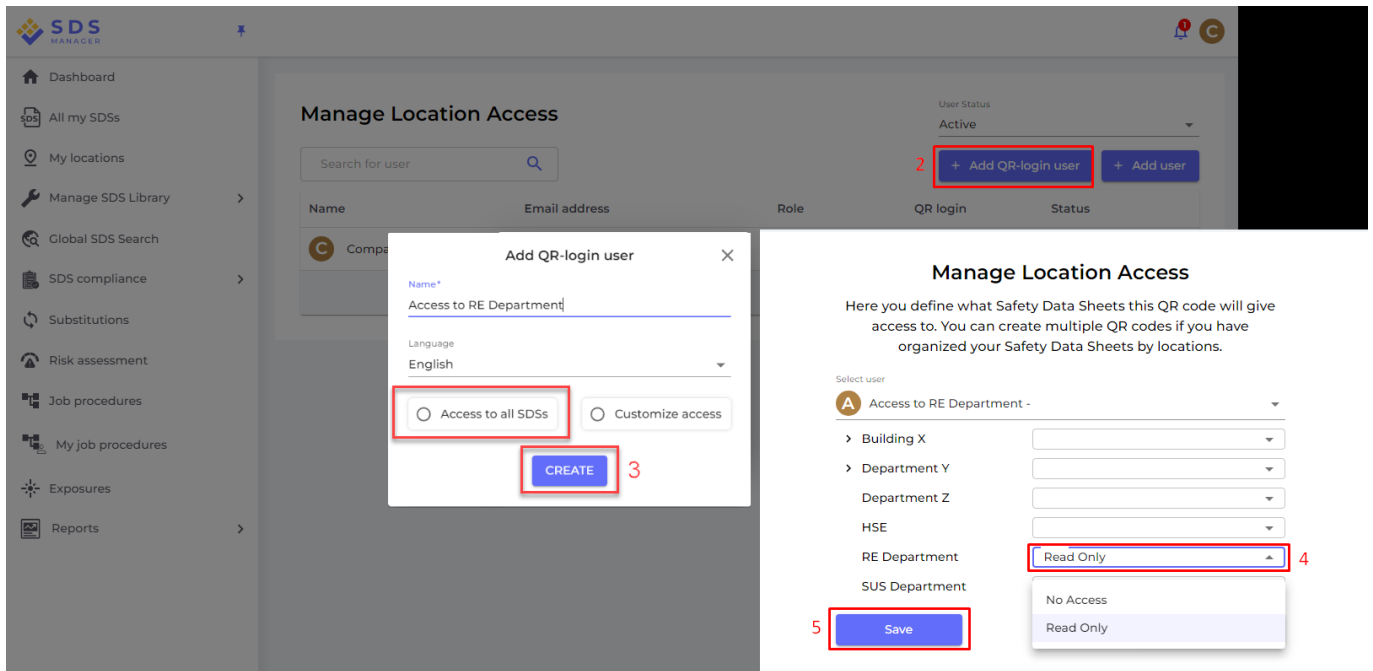 SDS
MANAGER
1
C
Dashboard
SDS
All my SDSs
My locations
Manage SDS Library
Global SDS Search
SDS compliance
Substitutions
Risk assessment
Job procedures
My job procedures
Exposures
Reports
Manage Location Access
User Status
Active
Search for user
2
+ Add QR-login user
+ Add user
Name Email address Role QR login Status
C Compa
Add QR-login user
Name*
Access to RE Department
Language
English
Access to all SDSs
Customize access
CREATE
3
Manage Location Access
Here you define what Safety Data Sheets this QR code will give
access to. You can create multiple QR codes if you have
organized your Safety Data Sheets by locations.
Select user
A Access to RE Department -
Building X
Department Y
Department Z
HSE
RE Department Read Only 4
SUS Department
No Access
Read Only
5 Save